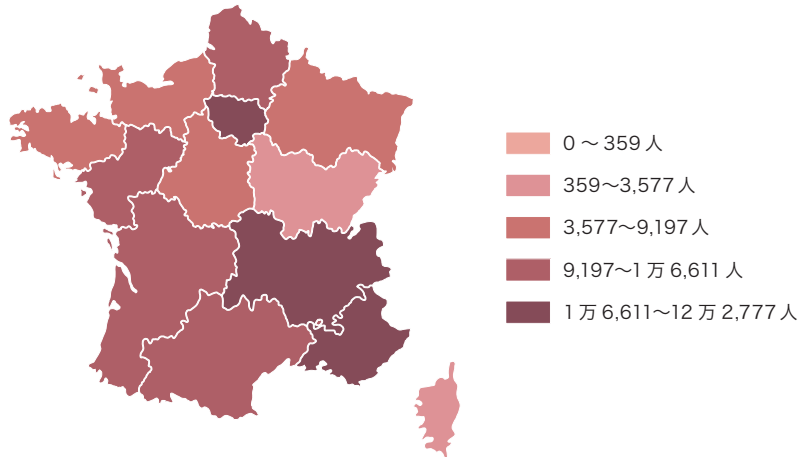 0 〜 359 人
359〜3,577 人
3,577〜9,197 人
9,197〜1 万 6,611 人
1 万 6,611〜12 万 2,777 人